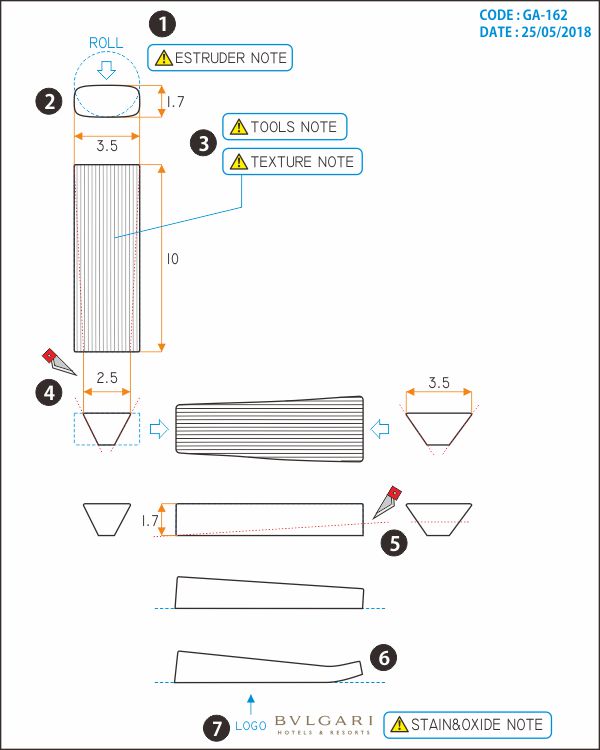 CODE : GA-162
DATE : 25/05/2018
1
ROLL
ESTRUDER NOTE
2
1.7
3.5
TOOLS NOTE
3
TEXTURE NOTE
10
4
2.5
3.5
1.7
5
6
7
LOGO
BVLGARI
HOTELS & RESORTS
STAIN&OXIDE NOTE